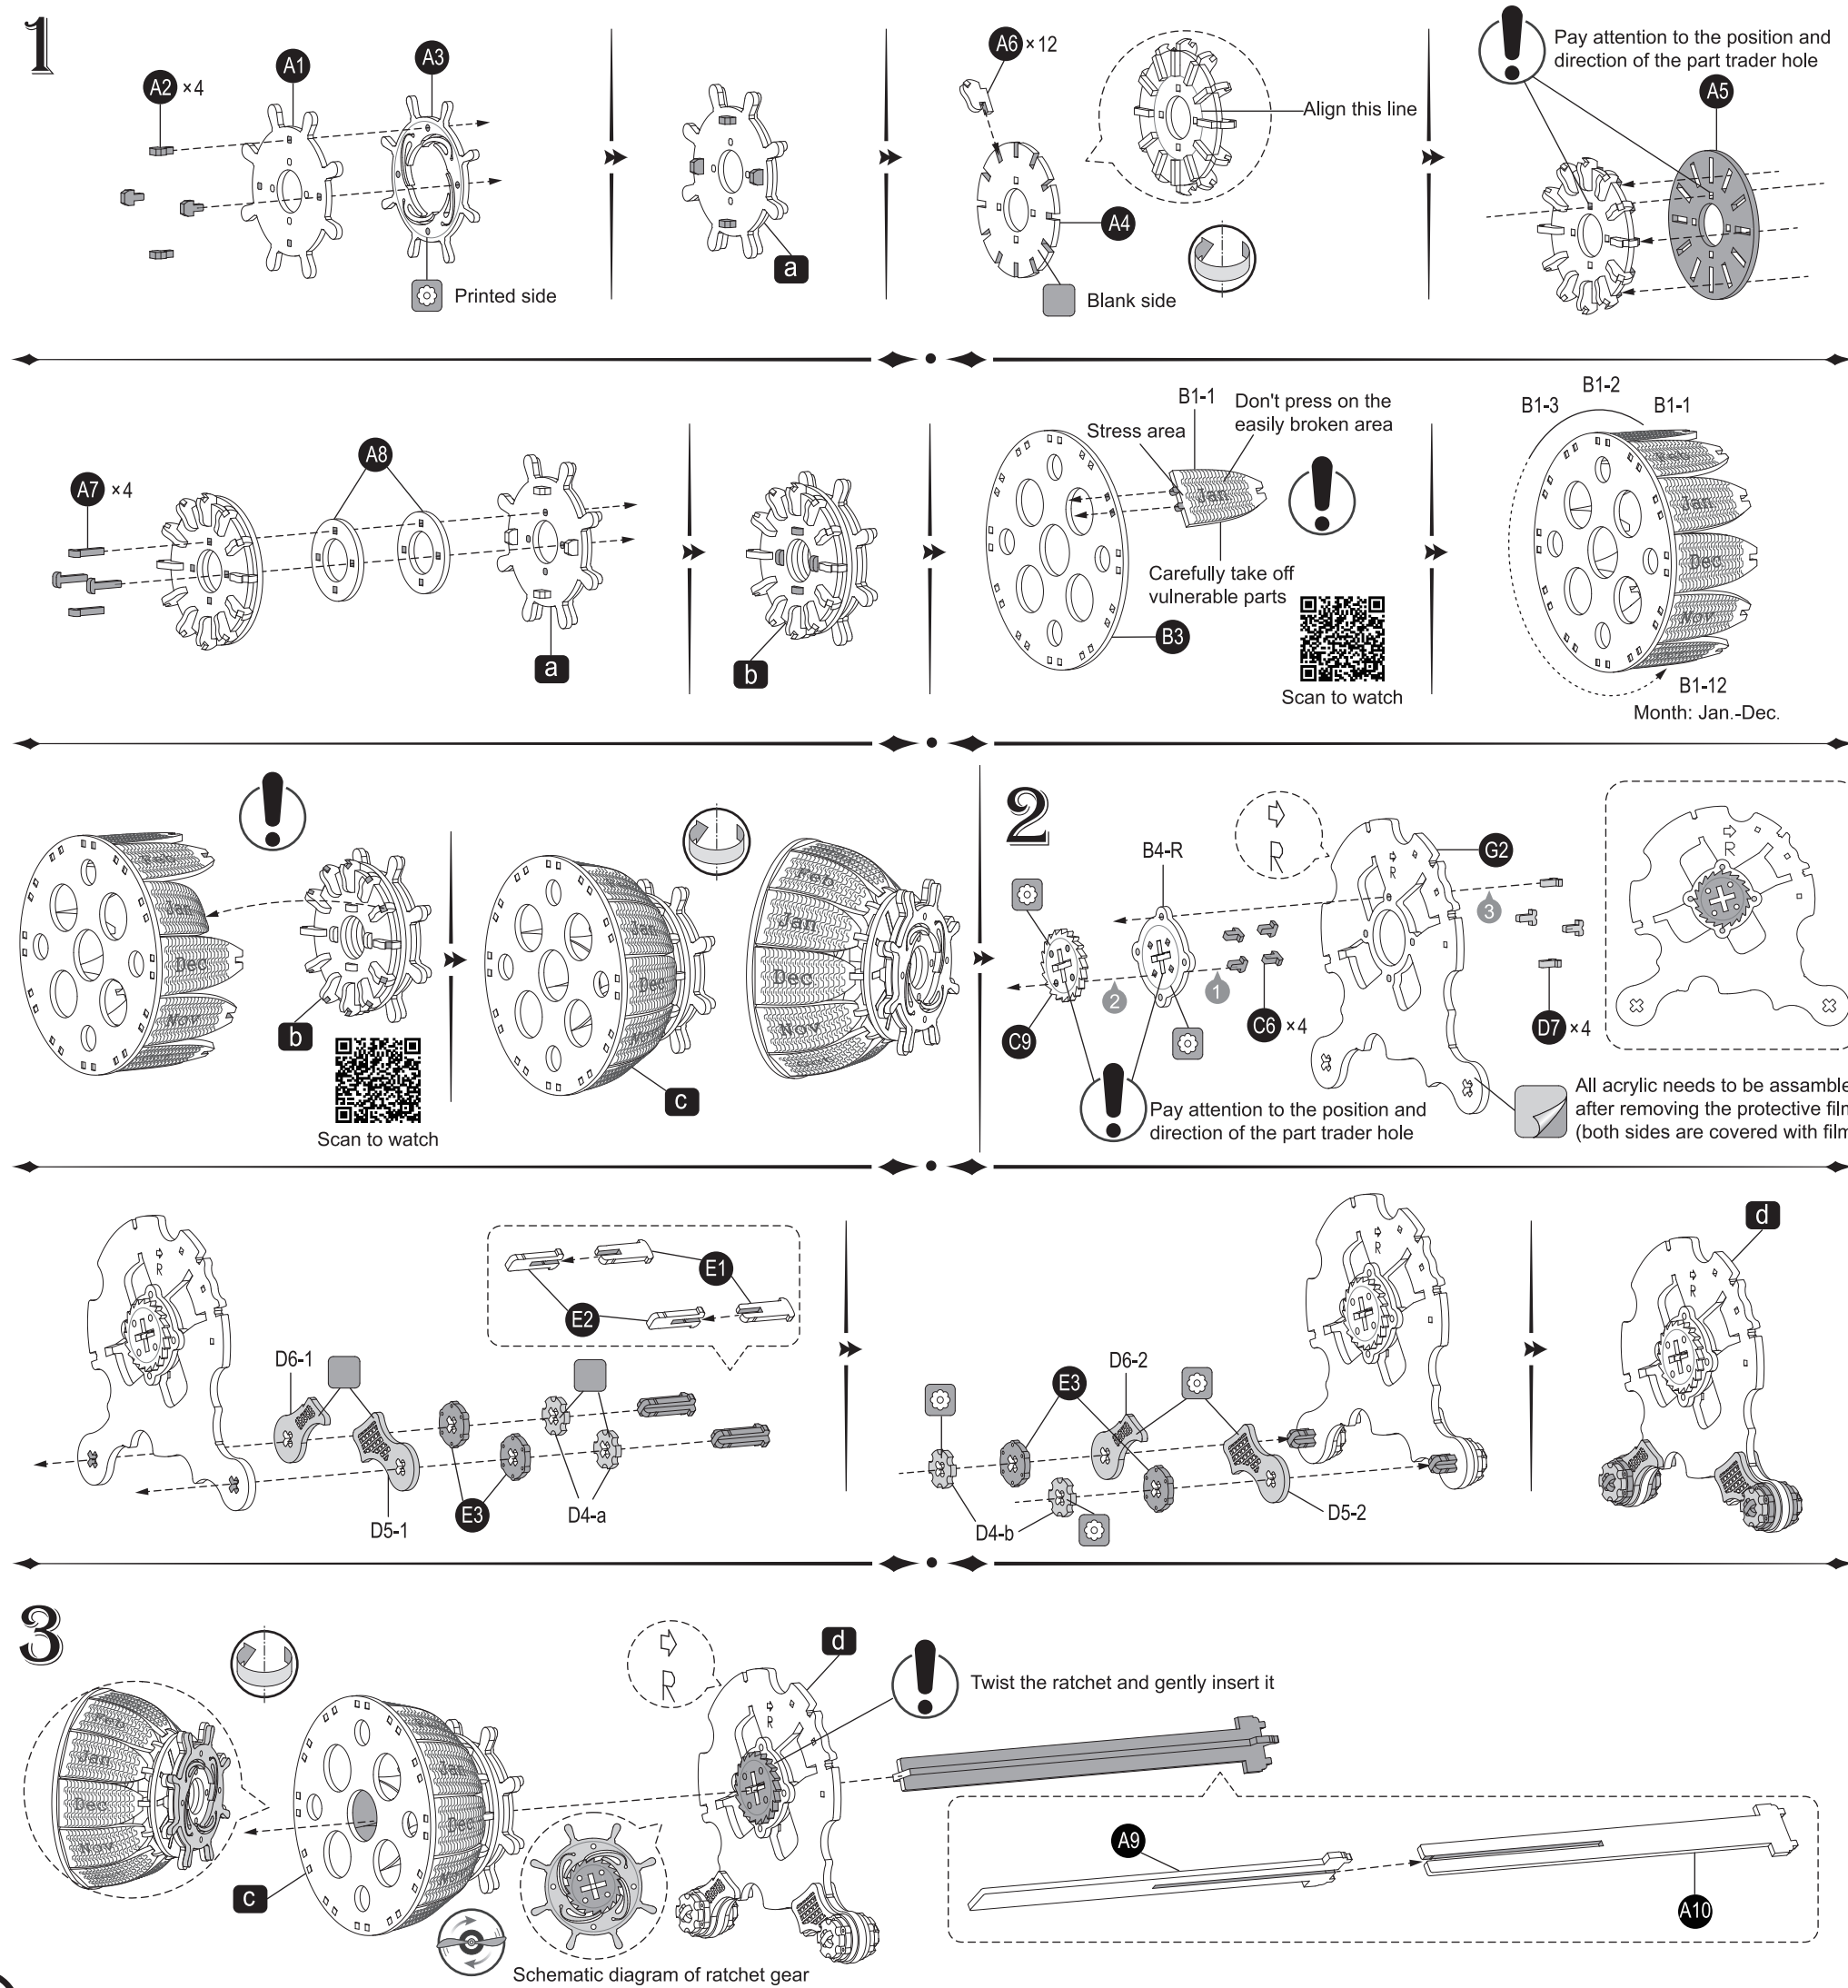 1
A2 ×4
A1
A3
Printed side
a
A6 ×12
Align this line
A4
Blank side
Pay attention to the position and
direction of the part trader hole
A5
A7 ×4
A8
a
b
B1-1
Don't press on the
easily broken area
Stress area
Jan
Carefully take off
vulnerable parts
B3
Scan to watch
B1-3
B1-2
B1-1
Feb
Jan
Dec
Nov
B1-12
Month: Jan.-Dec.
Feb
Jan
Dec
Nov
b
Scan to watch
Jan
Dec
Nov
c
Feb
Jan
Dec
Nov
2
R
B4-R
G2
R
3
1
2
C9
C6 ×4
D7 ×4
R
Pay attention to the position and
direction of the part trader hole
All acrylic needs to be assemble
after removing the protective film
(both sides are covered with film
R
D6-1
D5-1
E3
D4-a
E1
E2
D6-2
E3
D4-b
D5-2
R
d
R
3
Feb
Jan
Dec
Nov
c
Jan
Dec
Nov
R
d
R
Twist the ratchet and gently insert it
A9
A10
Schematic diagram of ratchet gear